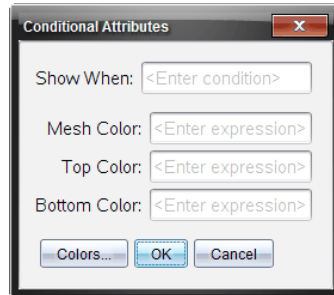 Conditional Attributes
Show When: <Enter condition>
Mesh Color: <Enter expression>
Top Color: <Enter expression>
Bottom Color: <Enter expression>
Colors... OK Cancel